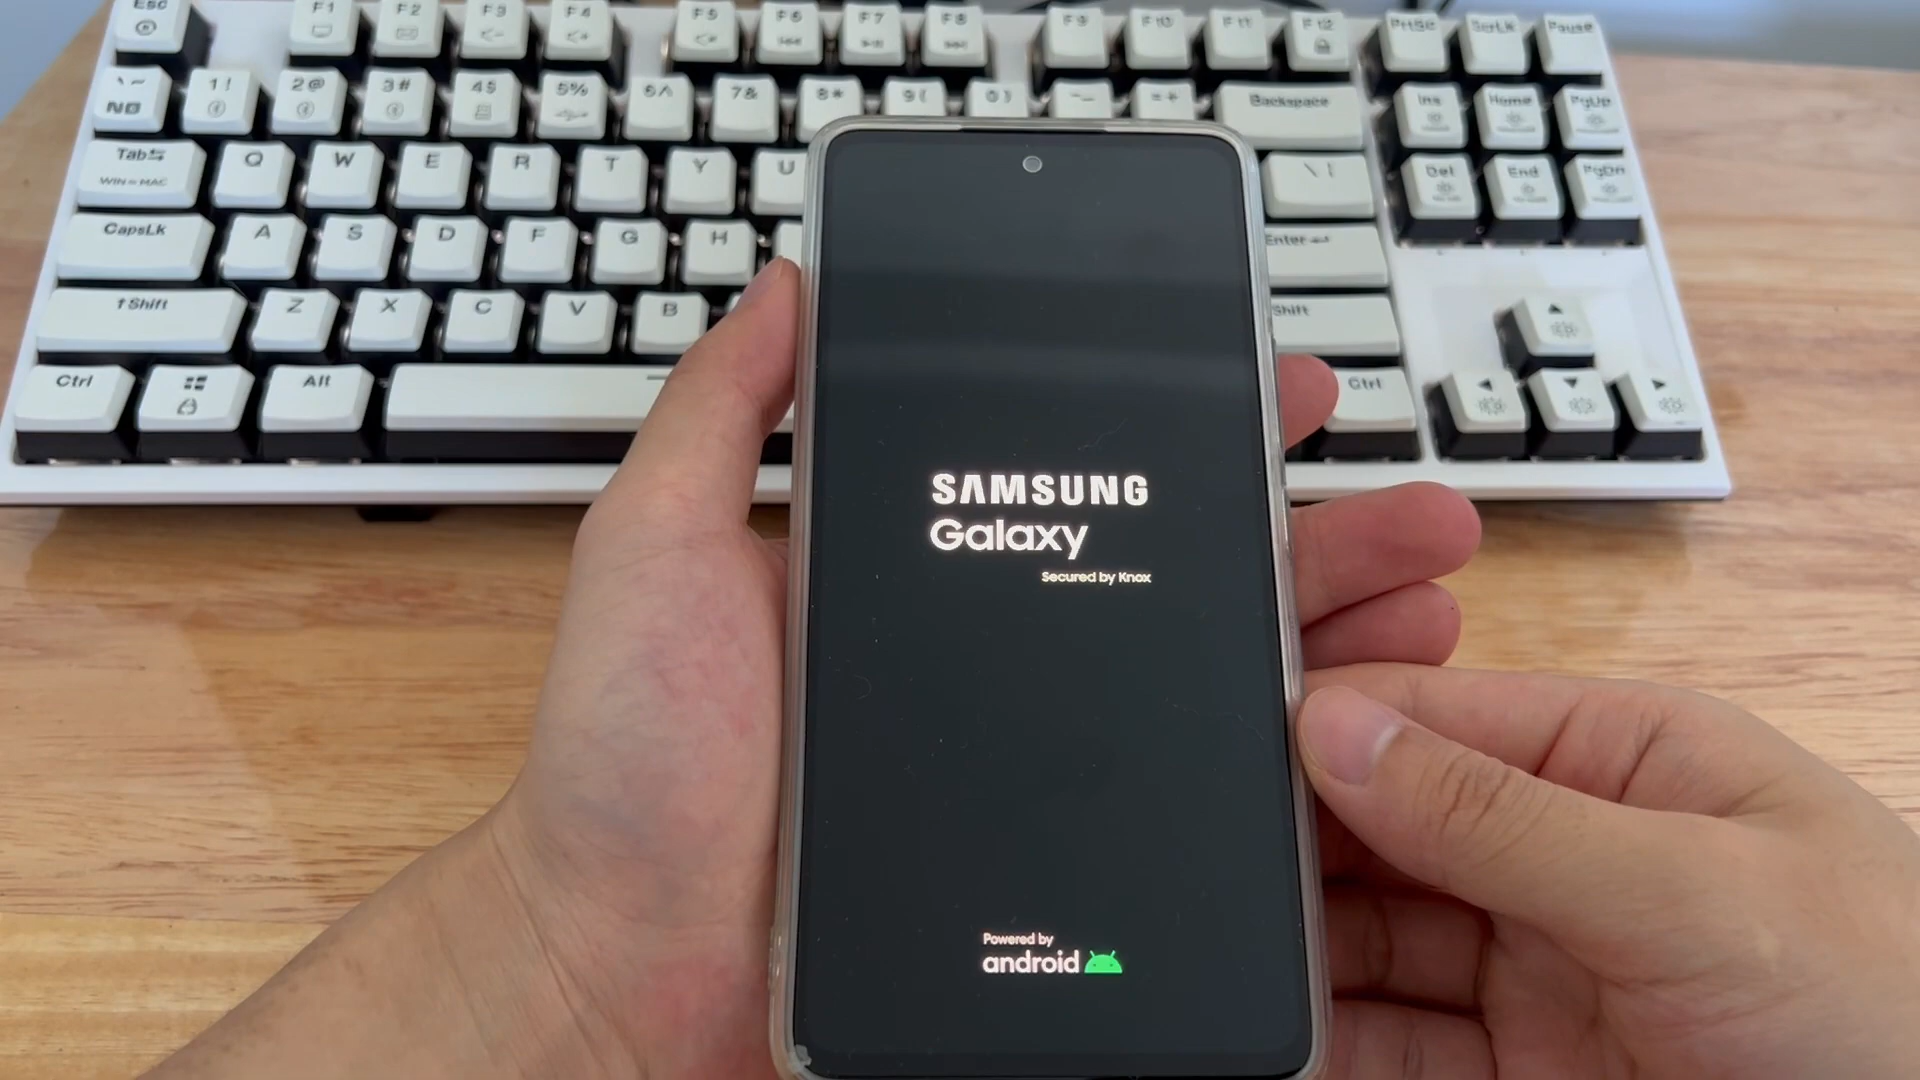 Esc F1 F2 F3 F4 F5 F6 F7 F8 F9 F10 F11 F12 PrtSc ScrLk Pause
1! 2@ 3# 4$ 5% 6^ 7& 8* 9( 0) -_ =+ Backspace Ins Home PgUp
Tab Q W E R T Y U \ | Del End PgDn
WIN⇌MAC
CapsLk A S D F G H Enter
Shift Z X C V B Shift
Ctrl Alt Ctrl
SAMSUNG
Galaxy
Secured by Knox
Powered by
android